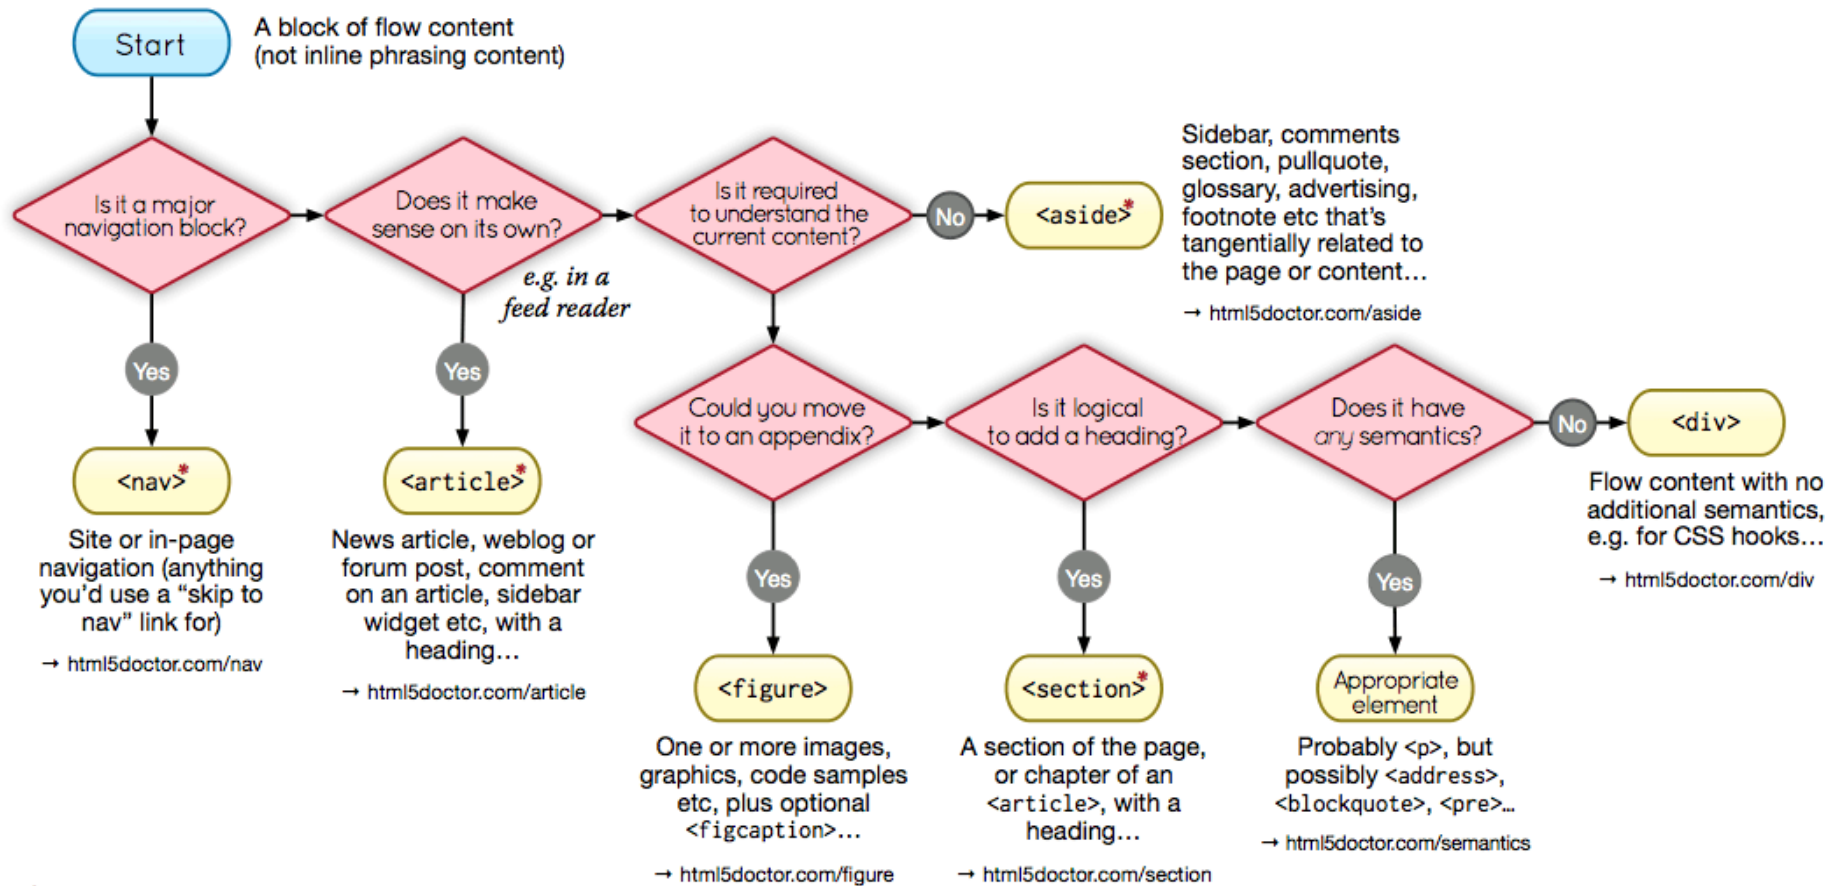 Start
A block of flow content
(not inline phrasing content)
Is it a major
navigation block?
Does it make
sense on its own?
e.g. in a
feed reader
Is it required
to understand the
current content?
No
<aside>*
Sidebar, comments
section, pullquote,
glossary, advertising,
footnote etc that's
tangentially related to
the page or content…
→ html5doctor.com/aside
Yes
<nav>*
Site or in-page
navigation (anything
you'd use a “skip to
nav” link for)
→ html5doctor.com/nav
Yes
<article>*
News article, weblog or
forum post, comment
on an article, sidebar
widget etc, with a
heading…
→ html5doctor.com/article
Could you move
it to an appendix?
Is it logical
to add a heading?
Does it have
any semantics?
No
<div>
Flow content with no
additional semantics,
e.g. for CSS hooks…
→ html5doctor.com/div
Yes
<figure>
One or more images,
graphics, code samples
etc, plus optional
<figcaption>…
→ html5doctor.com/figure
Yes
<section>*
A section of the page,
or chapter of an
<article>, with a
heading…
→ html5doctor.com/section
Yes
Appropriate
element
Probably <p>, but
possibly <address>,
<blockquote>, <pre>…
→ html5doctor.com/semantics